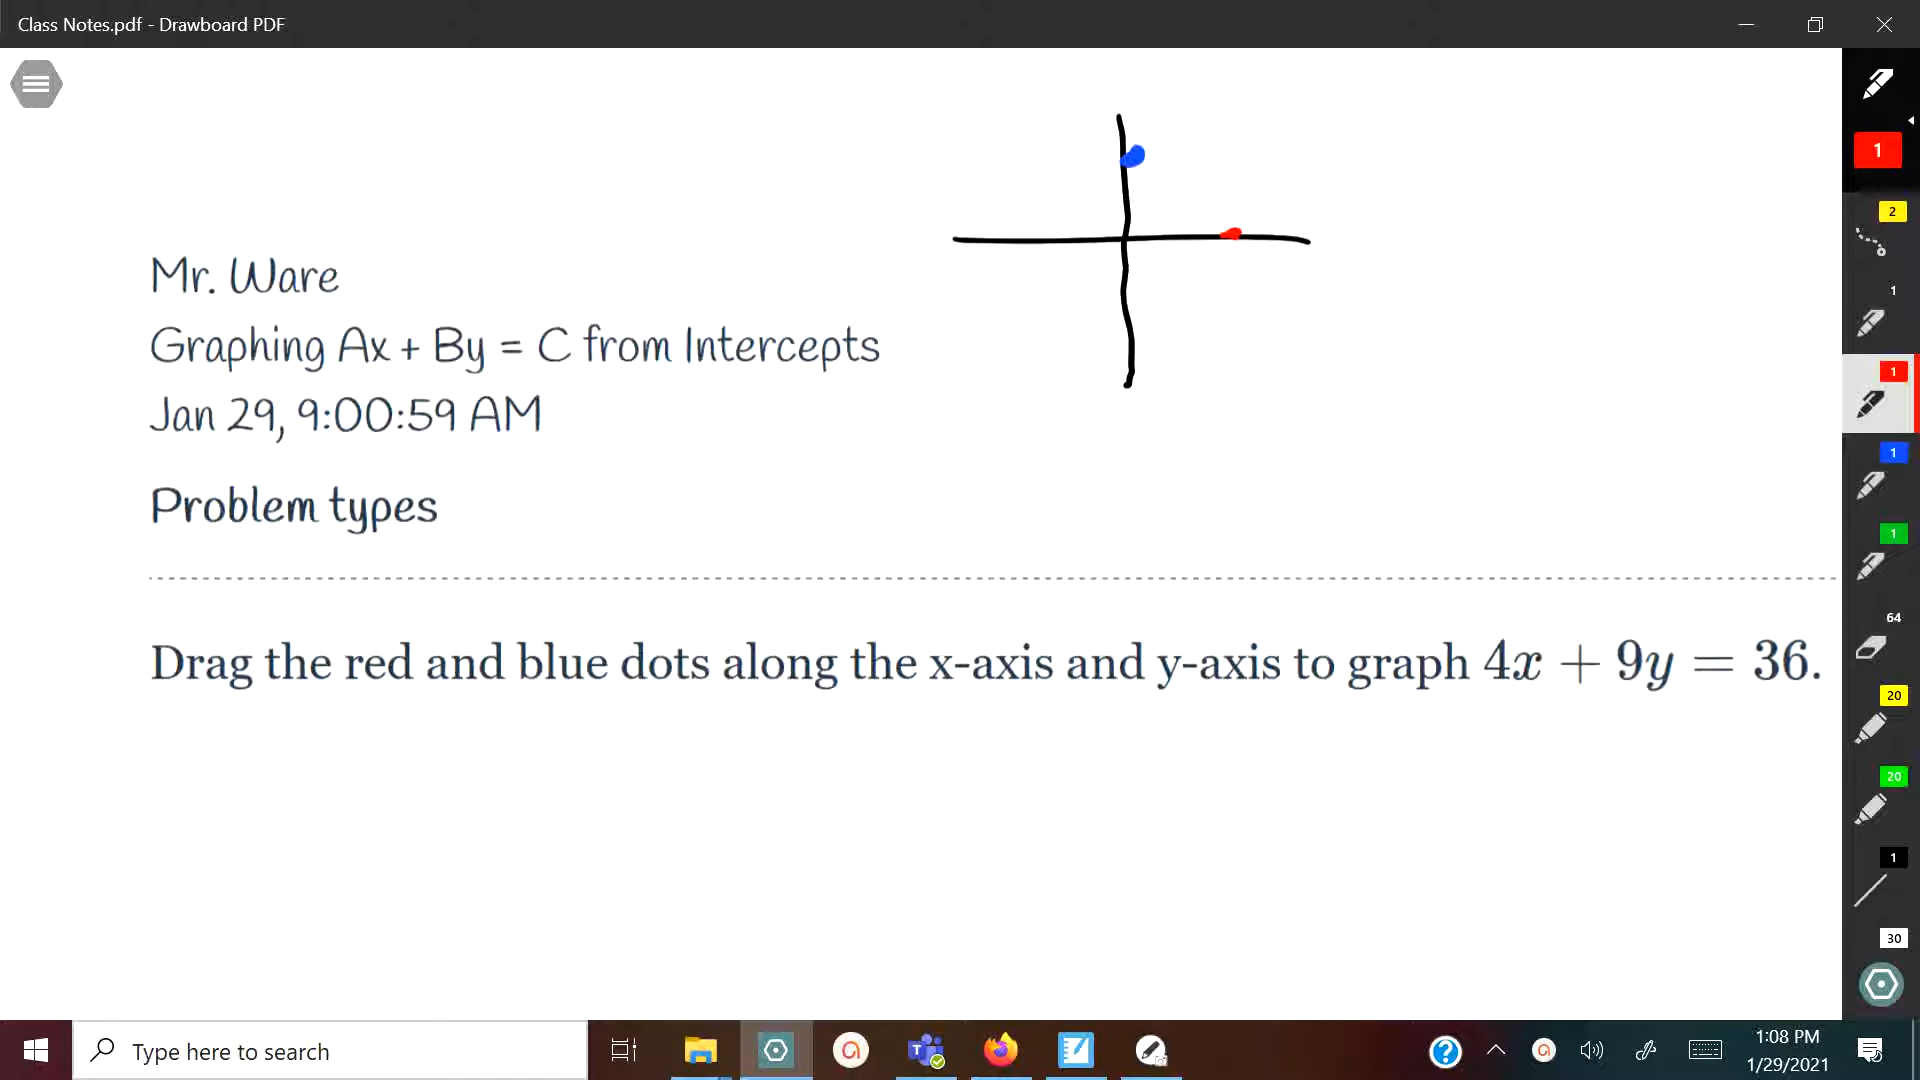 Class Notes.pdf - Drawboard PDF
1
2
1
1
1
1
64
20
20
1
30
Mr. Ware
Graphing Ax + By = C from Intercepts
Jan 29, 9:00:59 AM
Problem types
Drag the red and blue dots along the x-axis and y-axis to graph 4x + 9y = 36.
Type here to search
1:08 PM
1/29/2021